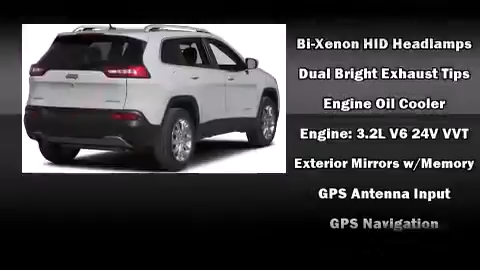 Bi-Xenon HID Headlamps
Dual Bright Exhaust Tips
Engine Oil Cooler
Engine: 3.2L V6 24V VVT
Exterior Mirrors w/Memory
GPS Antenna Input
GPS Navigation
Jeep